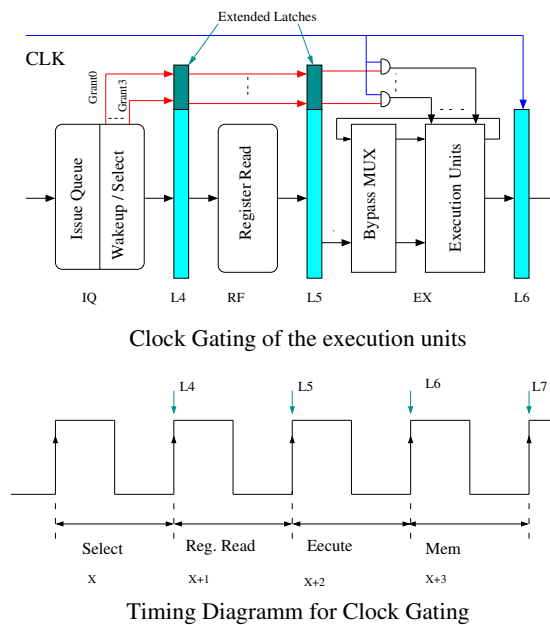 Extended Latches
CLK
Grant0
Grant3
Issue Queue
Wakeup / Select
Register Read
Bypass MUX
Execution Units
IQ L4 RF L5 EX L6
Clock Gating of the execution units
L4 L5 L6 L7
Select Reg. Read Eecute Mem
X X+1 X+2 X+3
Timing Diagramm for Clock Gating